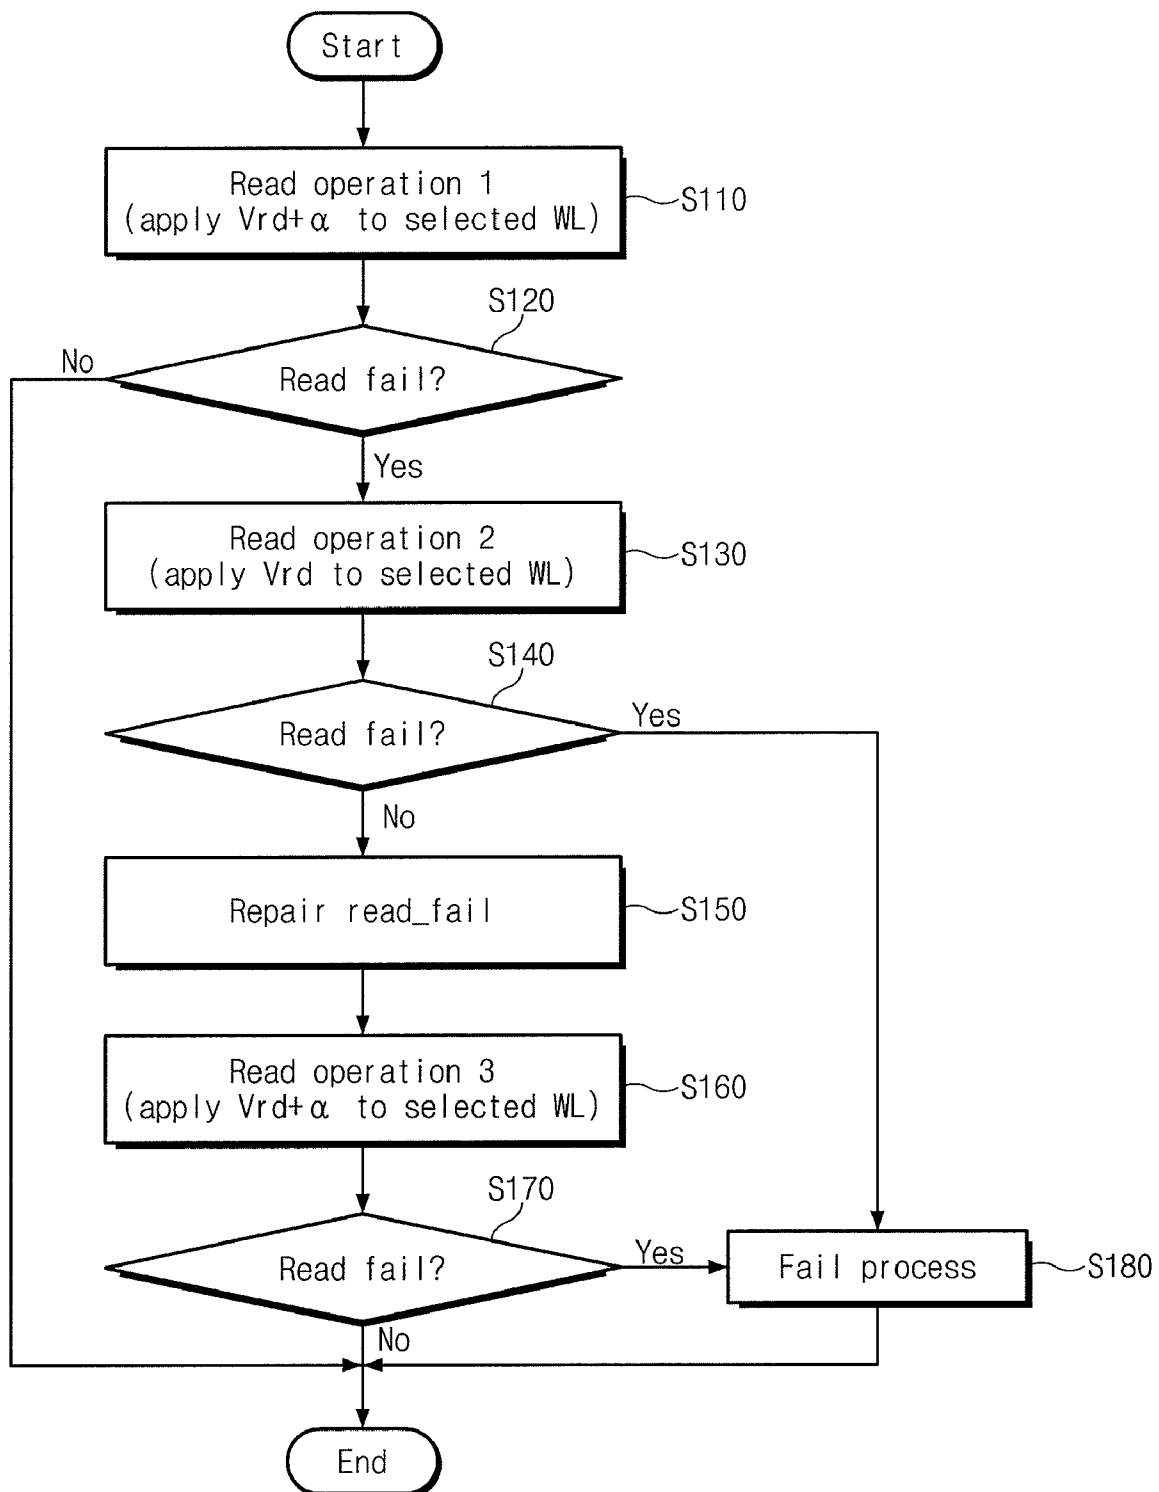 Start
Read operation 1
(apply Vrd+α to selected WL)
S110
S120
No
Read fail?
Yes
Read operation 2
(apply Vrd to selected WL)
S130
S140
Read fail?
Yes
No
Repair read_fail
S150
Read operation 3
(apply Vrd+α to selected WL)
S160
S170
Read fail?
Yes
Fail process
S180
No
End